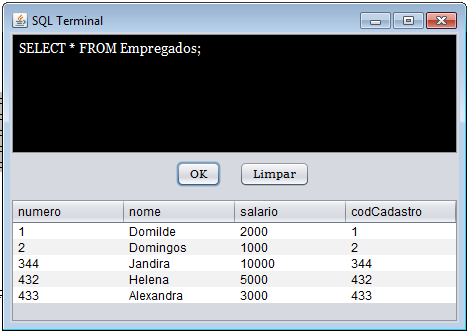 SQL Terminal
SELECT * FROM Empregados;
OK Limpar
numero nome salario codCadastro
1 Domilde 2000 1
2 Domingos 1000 2
344 Jandira 10000 344
432 Helena 5000 432
433 Alexandra 3000 433